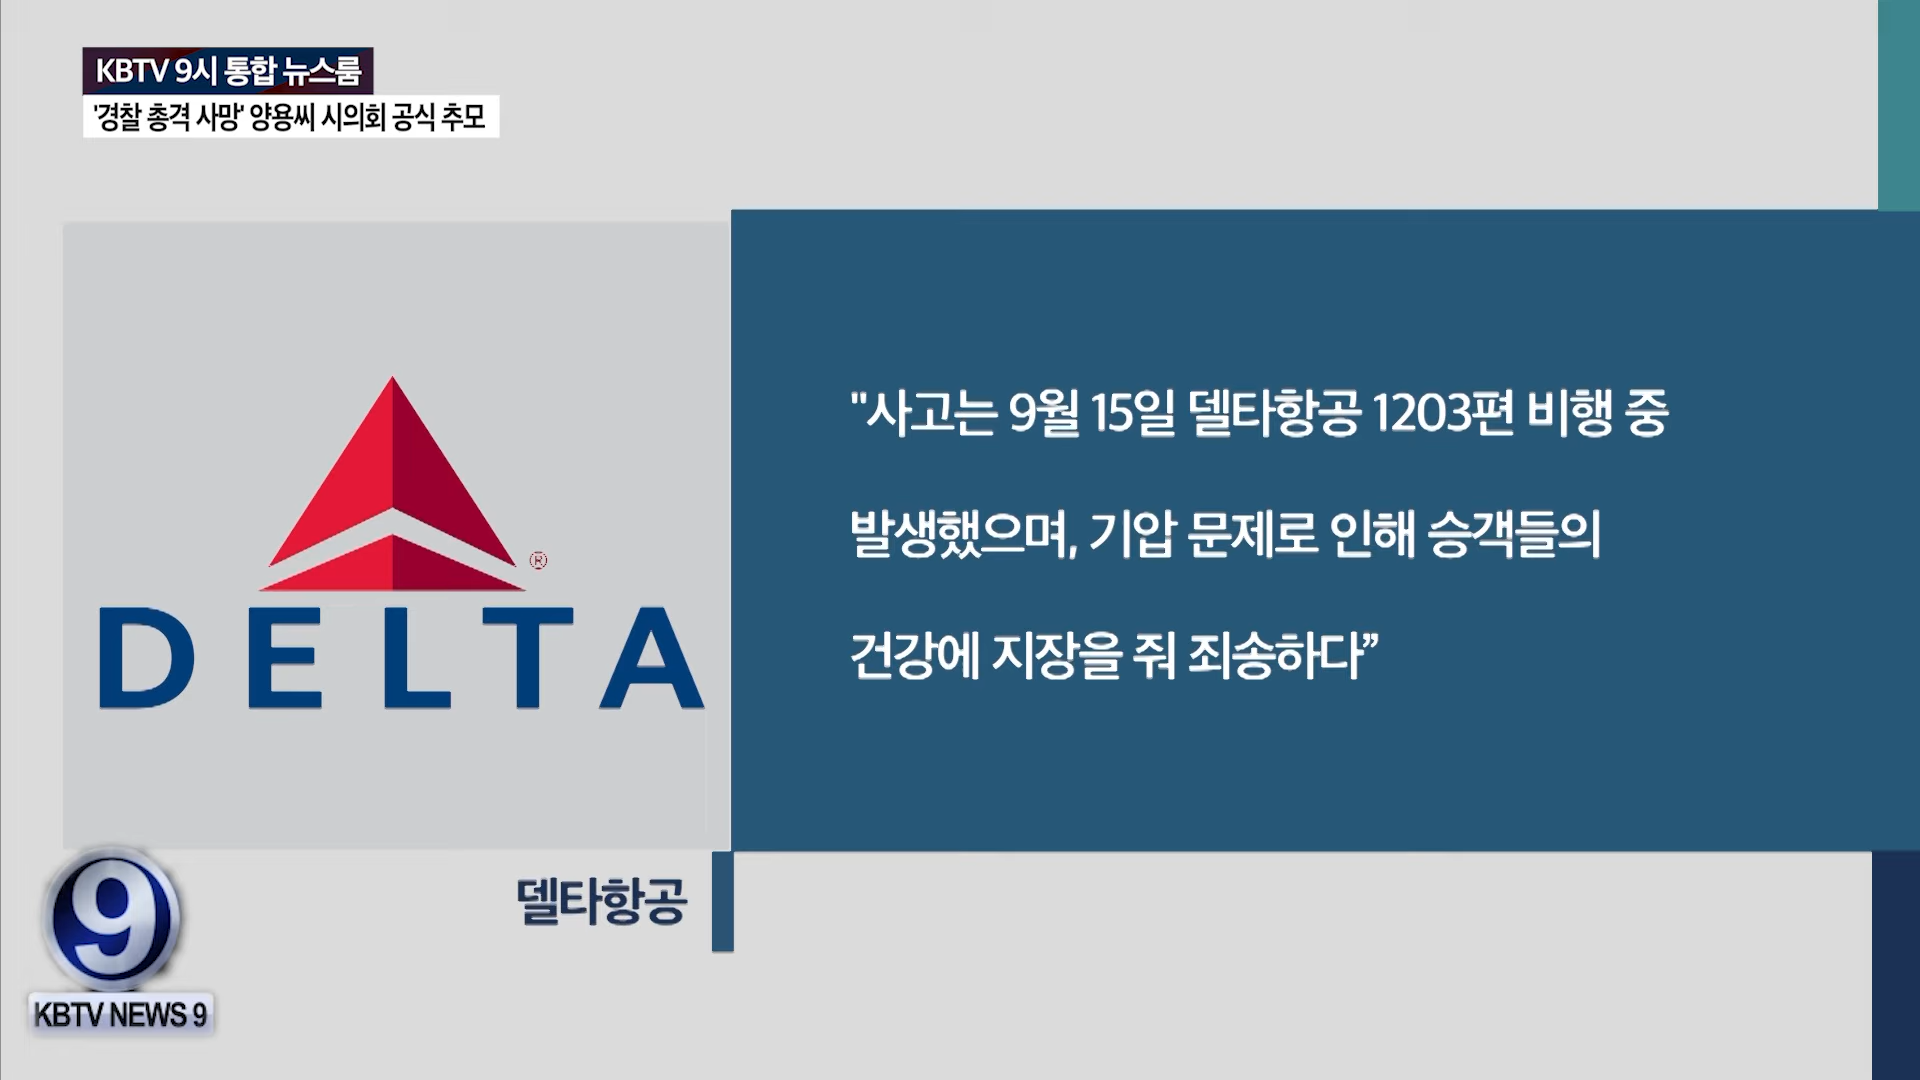 KBTV 9시 통합 뉴스룸
'경찰 총격 사망' 양용씨 시의회 공식 추모
"사고는 9월 15일 델타항공 1203편 비행 중
발생했으며, 기압 문제로 인해 승객들의
건강에 지장을 줘 죄송하다”
®
DELTA
델타항공
9
KBTV NEWS 9